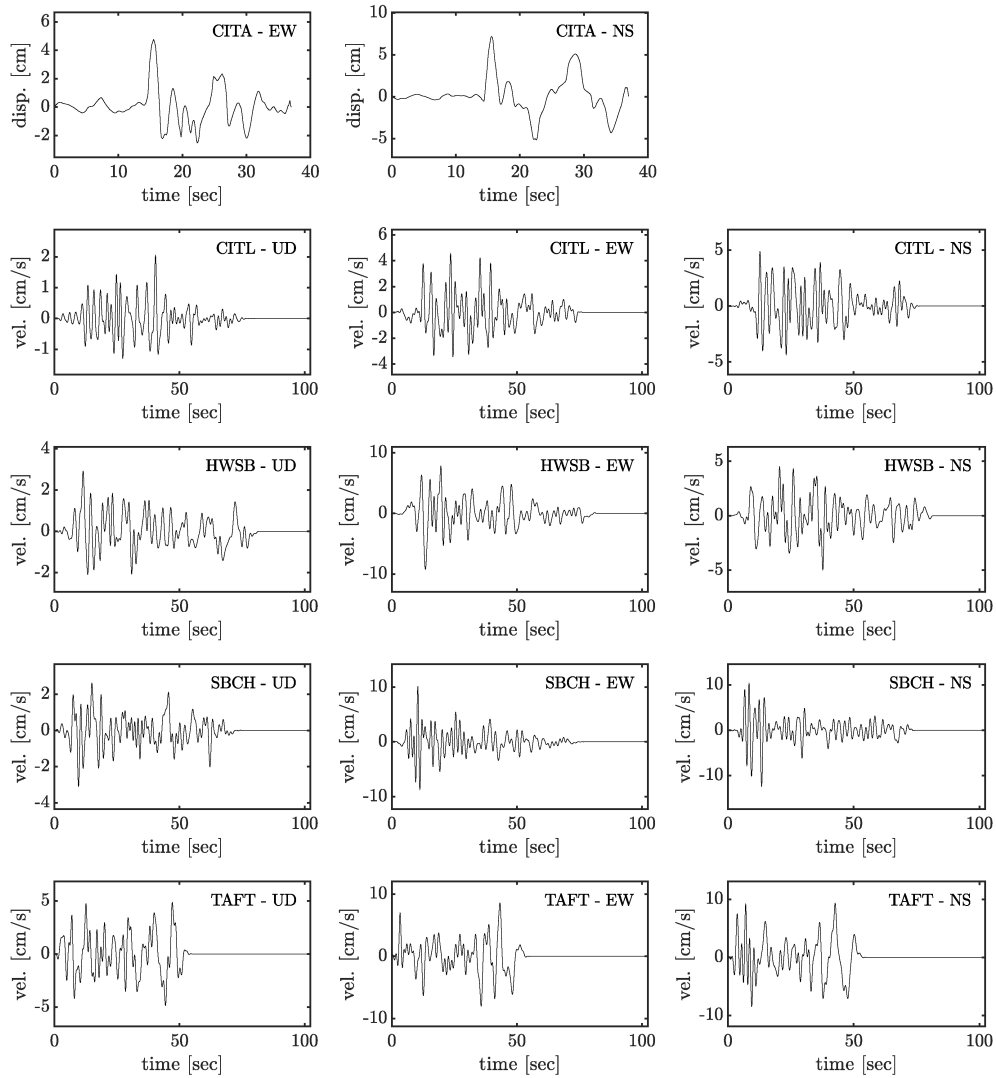 CITA - EW
disp. [cm]
6
4
2
0
-2
0 10 20 30 40
time [sec]
CITA - NS
disp. [cm]
10
5
0
-5
0 10 20 30 40
time [sec]
CITL - UD
vel. [cm/s]
2
1
0
-1
0 50 100
time [sec]
CITL - EW
vel. [cm/s]
6
4
2
0
-2
-4
0 50 100
time [sec]
CITL - NS
vel. [cm/s]
5
0
-5
0 50 100
time [sec]
HWSB - UD
vel. [cm/s]
4
2
0
-2
0 50 100
time [sec]
HWSB - EW
vel. [cm/s]
10
0
-10
0 50 100
time [sec]
HWSB - NS
vel. [cm/s]
5
0
-5
0 50 100
time [sec]
SBCH - UD
vel. [cm/s]
2
0
-2
-4
0 50 100
time [sec]
SBCH - EW
vel. [cm/s]
10
0
-10
0 50 100
time [sec]
SBCH - NS
vel. [cm/s]
10
0
-10
0 50 100
time [sec]
TAFT - UD
vel. [cm/s]
5
0
-5
0 50 100
time [sec]
TAFT - EW
vel. [cm/s]
10
0
-10
0 50 100
time [sec]
TAFT - NS
vel. [cm/s]
10
0
-10
0 50 100
time [sec]